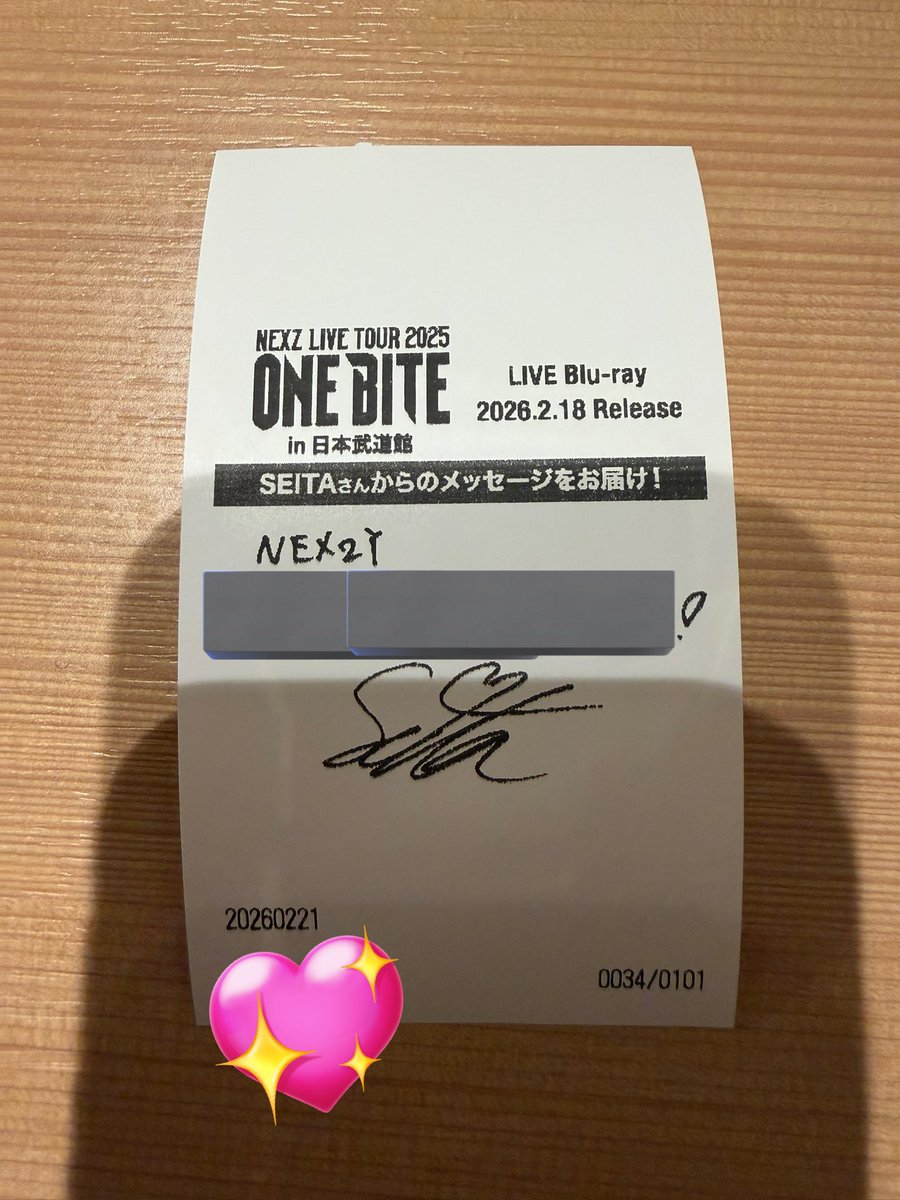 NEXZ LIVE TOUR 2025
ONE BITE
in 日本武道館
LIVE Blu-ray
2026.2.18 Release
SEITAさんからのメッセージをお届け!
NEX2Y
!
SeITa
20260221
0034/0101